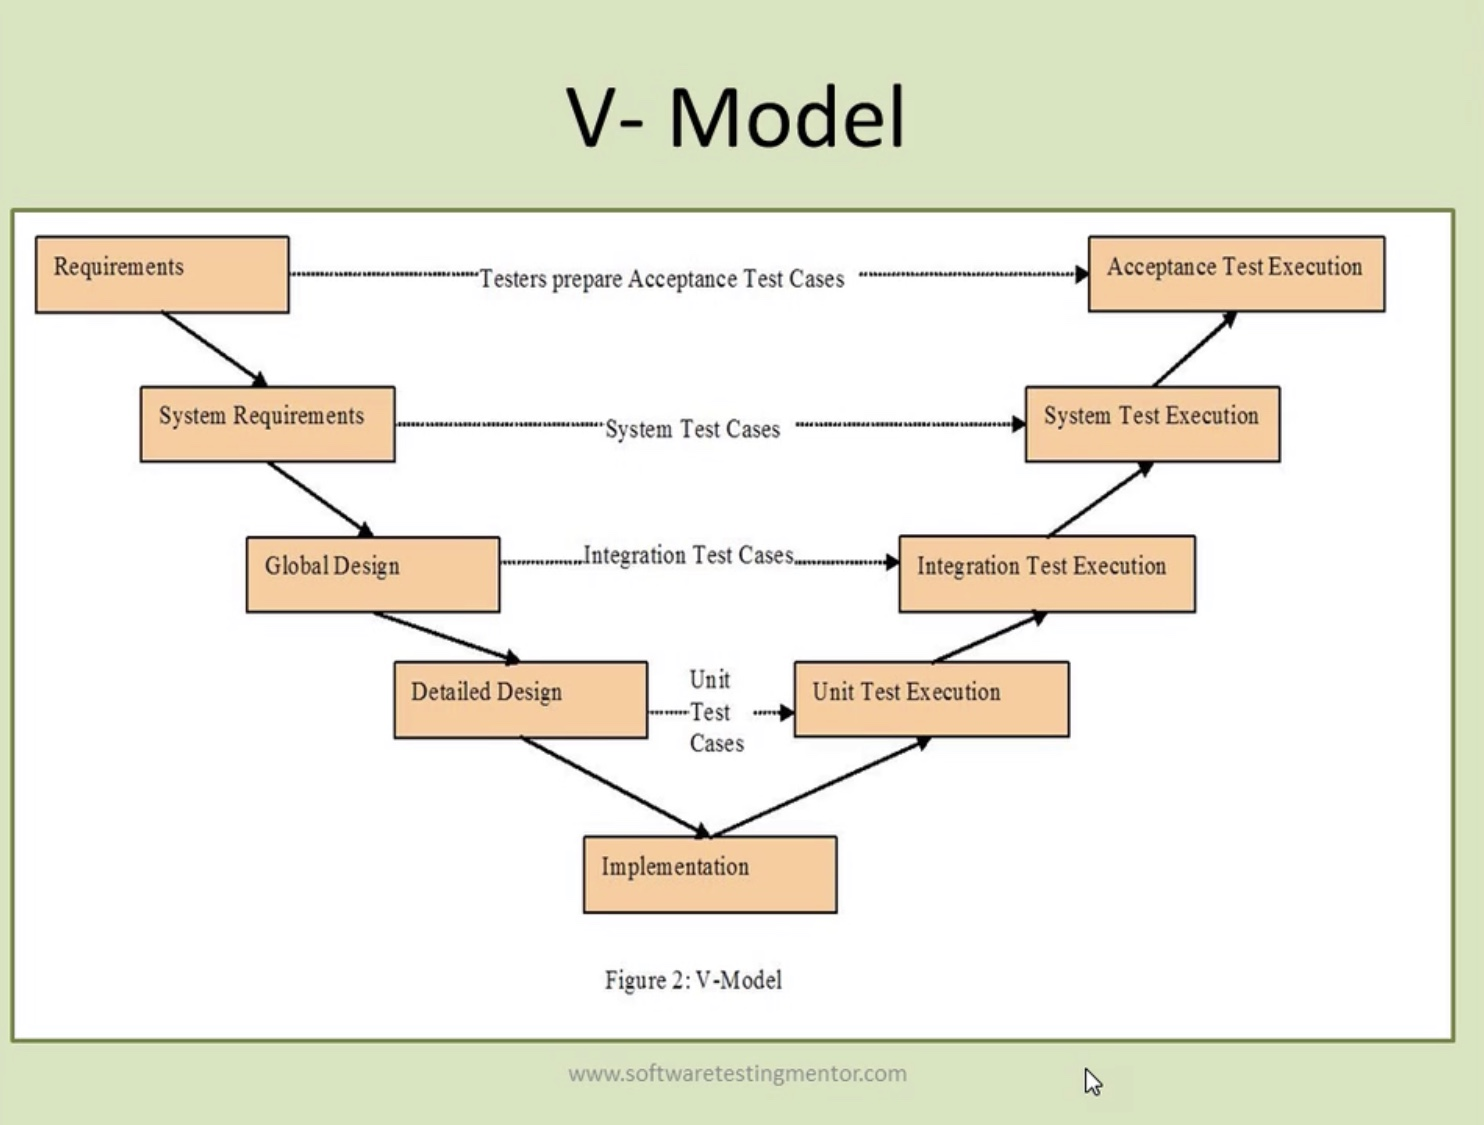 V- Model
Requirements
Testers prepare Acceptance Test Cases
Acceptance Test Execution
System Requirements
System Test Cases
System Test Execution
Global Design
Integration Test Cases
Integration Test Execution
Detailed Design
Unit
Test
Cases
Unit Test Execution
Implementation
Figure 2: V-Model
www.softwaretestingmentor.com